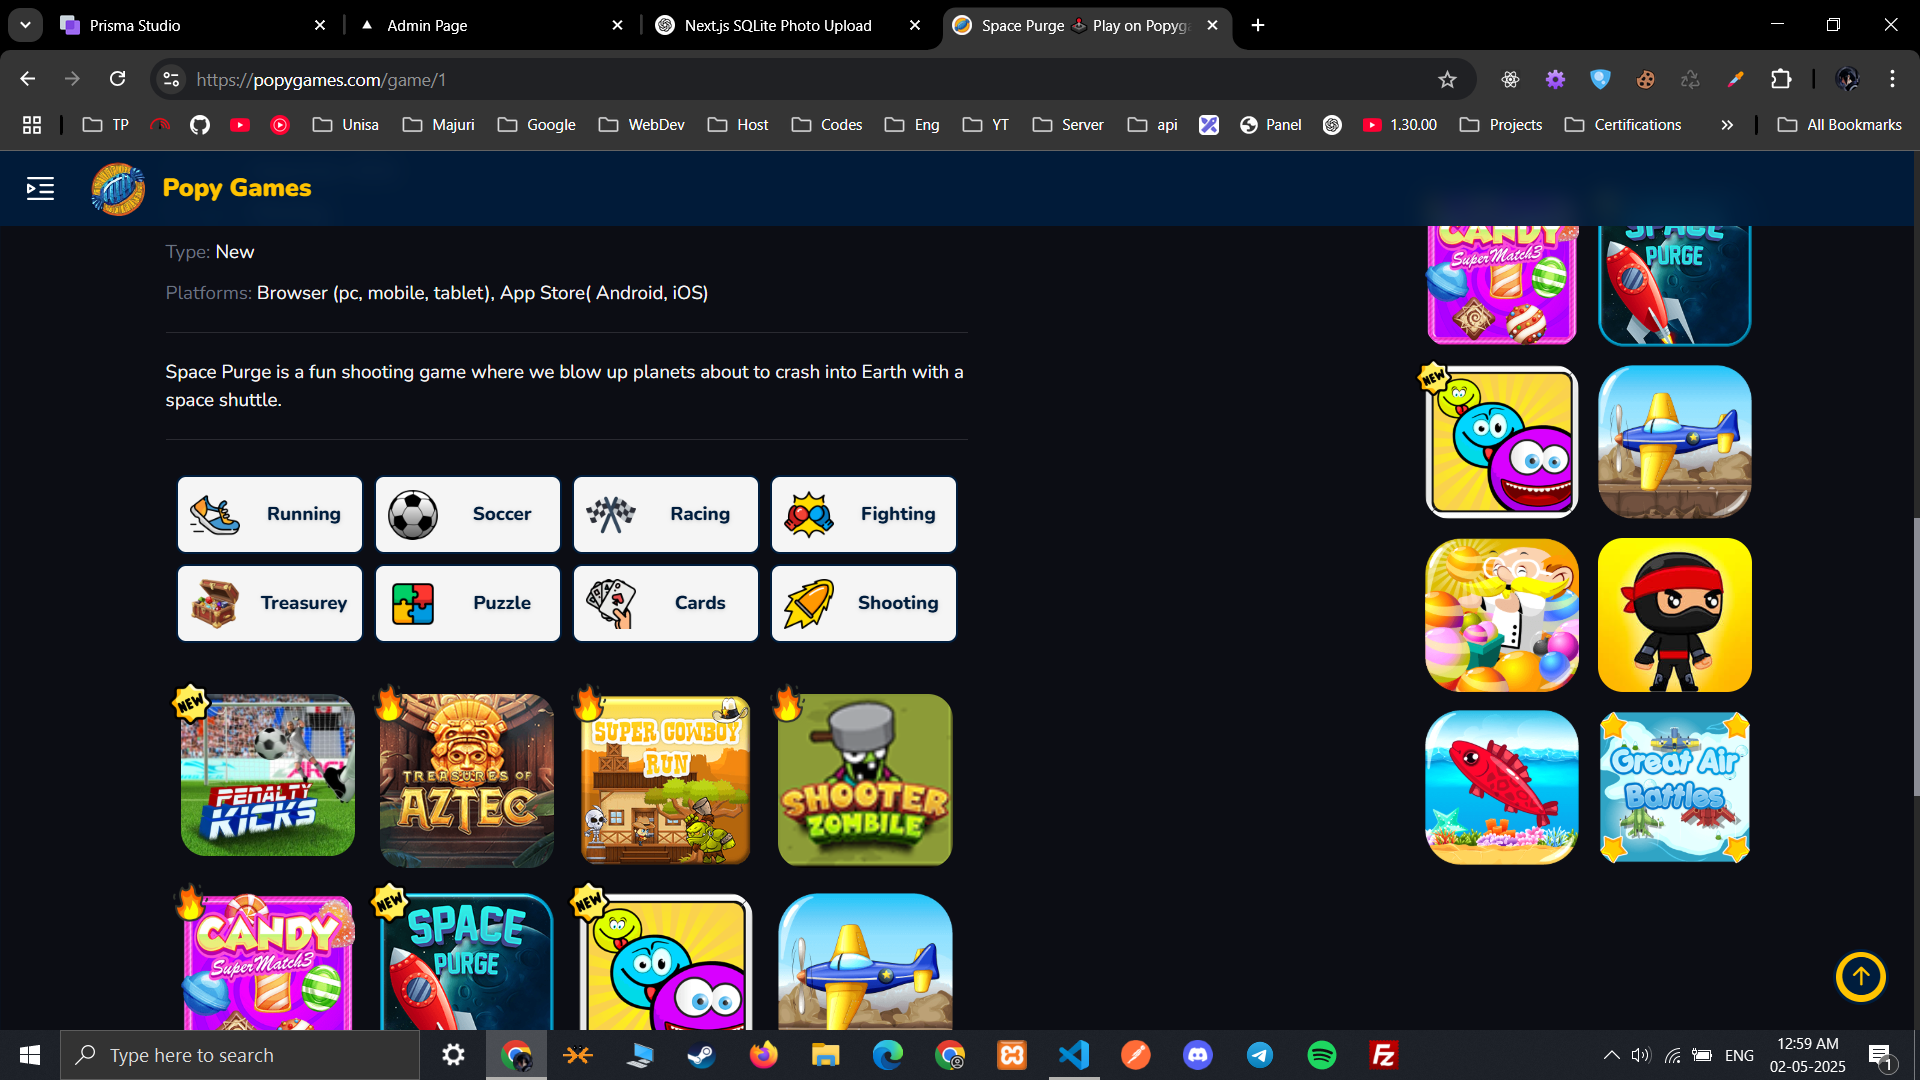 Prisma Studio
Admin Page
Next.js SQLite Photo Upload
Space Purge 🕹️ Play on Popyga
https://popygames.com/game/1
TP
Unisa
Majuri
Google
WebDev
Host
Codes
Eng
YT
Server
api
Panel
1.30.00
Projects
Certifications
All Bookmarks
Popy Games
Type: New
Platforms: Browser (pc, mobile, tablet), App Store( Android, iOS)
Space Purge is a fun shooting game where we blow up planets about to crash into Earth with a
space shuttle.
Running
Soccer
Racing
Fighting
Treasurey
Puzzle
Cards
Shooting
NEW
PENALTY
KICKS
TREASURES OF
AZTEC
SUPER COWBOY
RUN
SHOOTER
ZOMBILE
CANDY
SuperMatch3
NEW
SPACE
PURGE
NEW
CANDY
SuperMatch3
SPACE
PURGE
NEW
Great Air
Battles
Type here to search
ENG
12:59 AM
02-05-2025
1